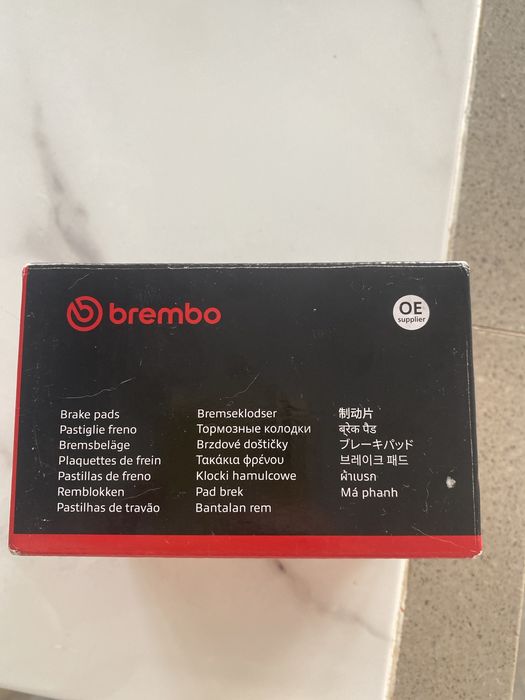 brembo
OE
supplier
Brake pads
Pastiglie freno
Bremsbeläge
Plaquettes de frein
Pastillas de freno
Remblokken
Pastilhas de travão
Bremseklodser
Тормозные колодки
Brzdové doštičky
Τακάκια φρένου
Klocki hamulcowe
Pad brek
Bantalan rem
制动片
ब्रेक पैड
ブレーキパッド
브레이크 패드
ผ้าเบรก
Má phanh